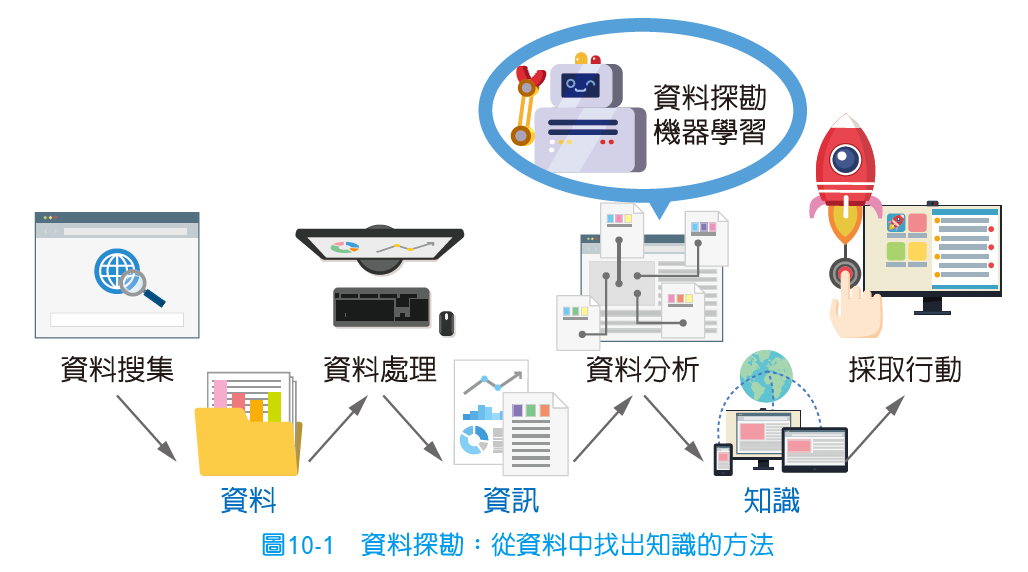 資料探勘
機器學習
資料搜集
資料處理
資料分析
採取行動
資料
資訊
知識
圖10-1 資料探勘：從資料中找出知識的方法